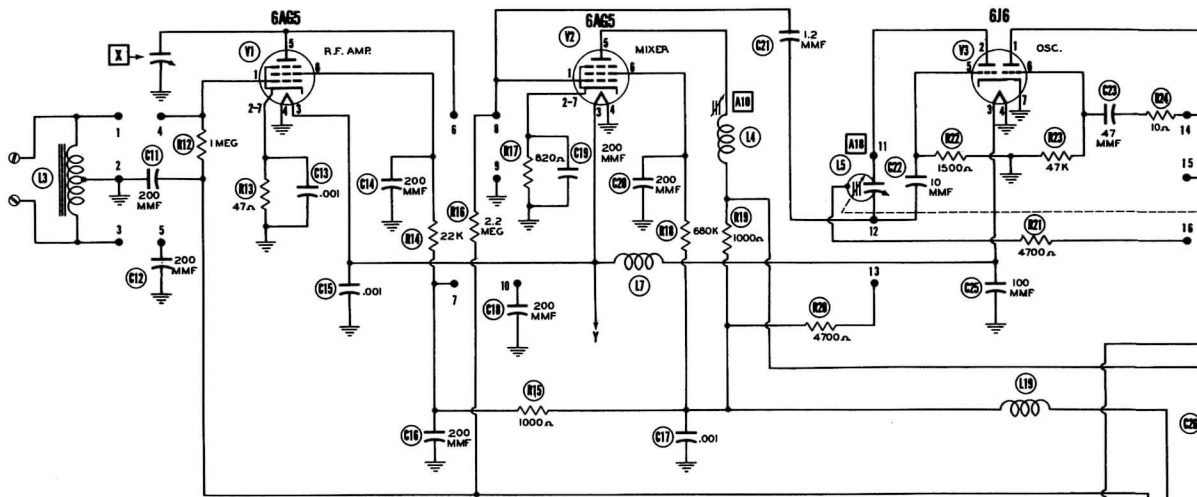 6AG5
6AG5
6J6
V1
R.F. AMP.
V2
MIXER
C21
1.2
MMF
V3
OSC.
X
5
1
6
2-7
4
3
5
1
6
2-7
4
3
2
1
5
6
7
3
4
A10
L4
C23
47
MMF
R24
10Ω
1
4
R12
1 MEG
6
8
9
14
L3
2
C11
200
MMF
R13
47Ω
C13
.001
C14
200
MMF
R17
820Ω
C19
200
MMF
C20
200
MMF
11
A18
L5
C22
10
MMF
R22
1500Ω
R23
47K
15
3
5
C12
200
MMF
R14
22K
R16
2.2
MEG
R18
680K
R19
1000Ω
12
R21
4700Ω
16
C15
.001
7
10
C18
200
MMF
L7
Y
13
R20
4700Ω
C25
100
MMF
R15
1000Ω
L19
C16
200
MMF
C17
.001
C26